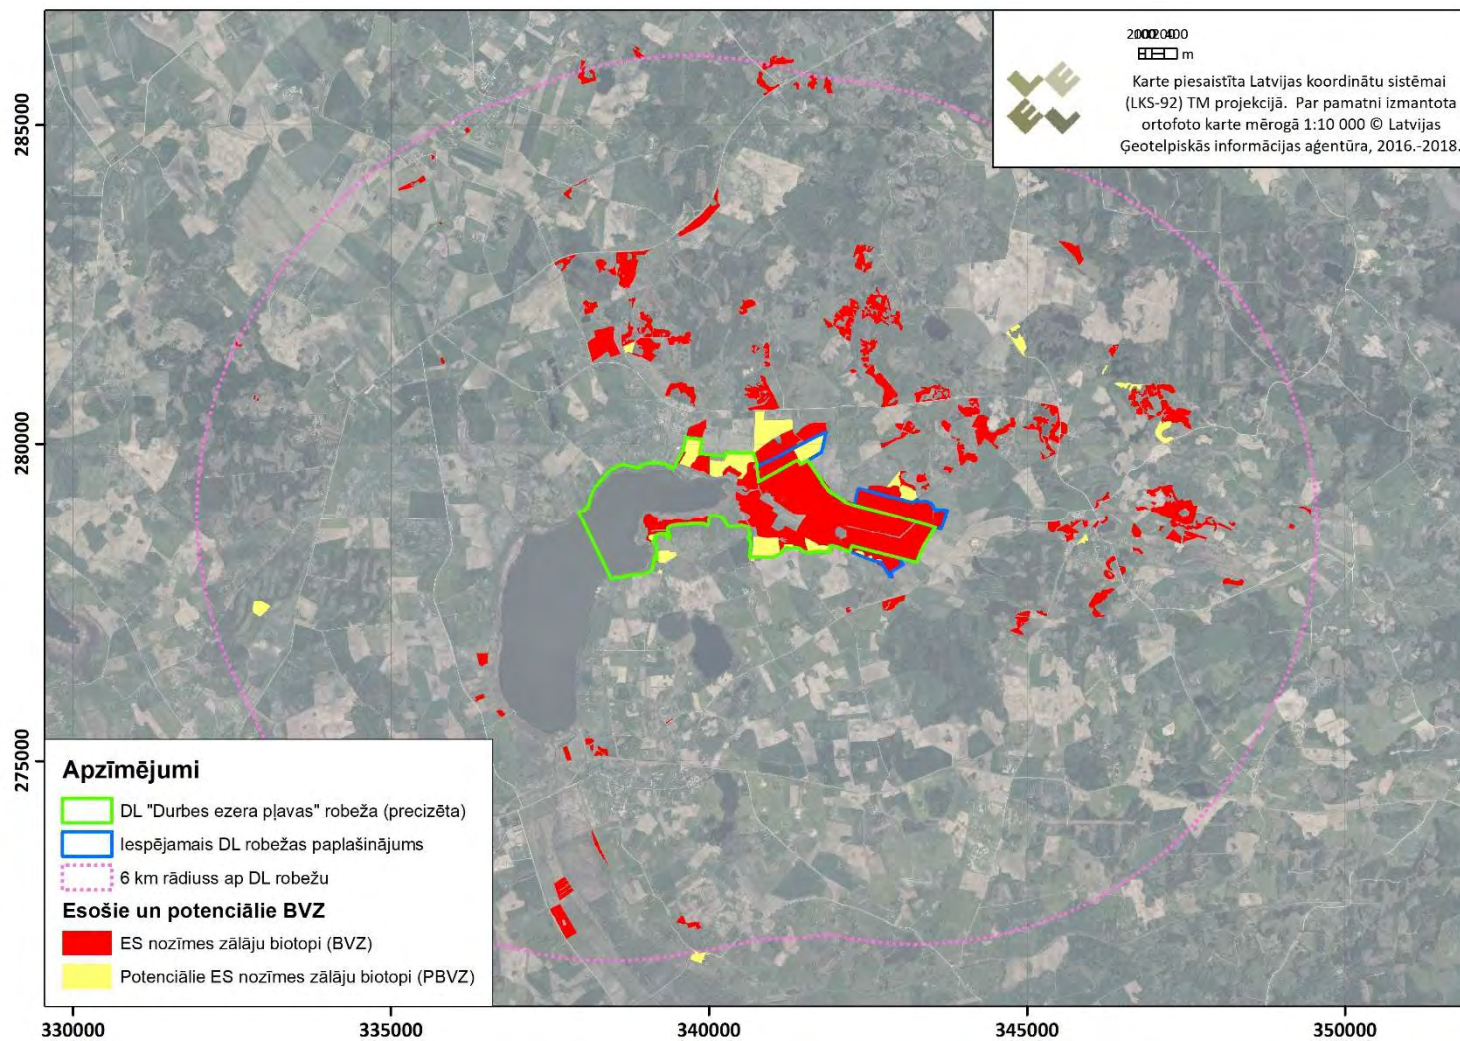 m
Karte piesaistīta Latvijas koordinātu sistēmai
(LKS-92) TM projekcijā. Par pamatni izmantota
ortofoto karte mērogā 1:10 000 © Latvijas
Ģeotelpiskās informācijas aģentūra, 2016.-2018.
285000
280000
275000
Apzīmējumi
DL "Durbes ezera pļavas" robeža (precizēta)
Iespējamais DL robežas paplašinājums
6 km rādiuss ap DL robežu
Esošie un potenciālie BVZ
ES nozīmes zālāju biotopi (BVZ)
Potenciālie ES nozīmes zālāju biotopi (PBVZ)
330000 335000 340000 345000 350000